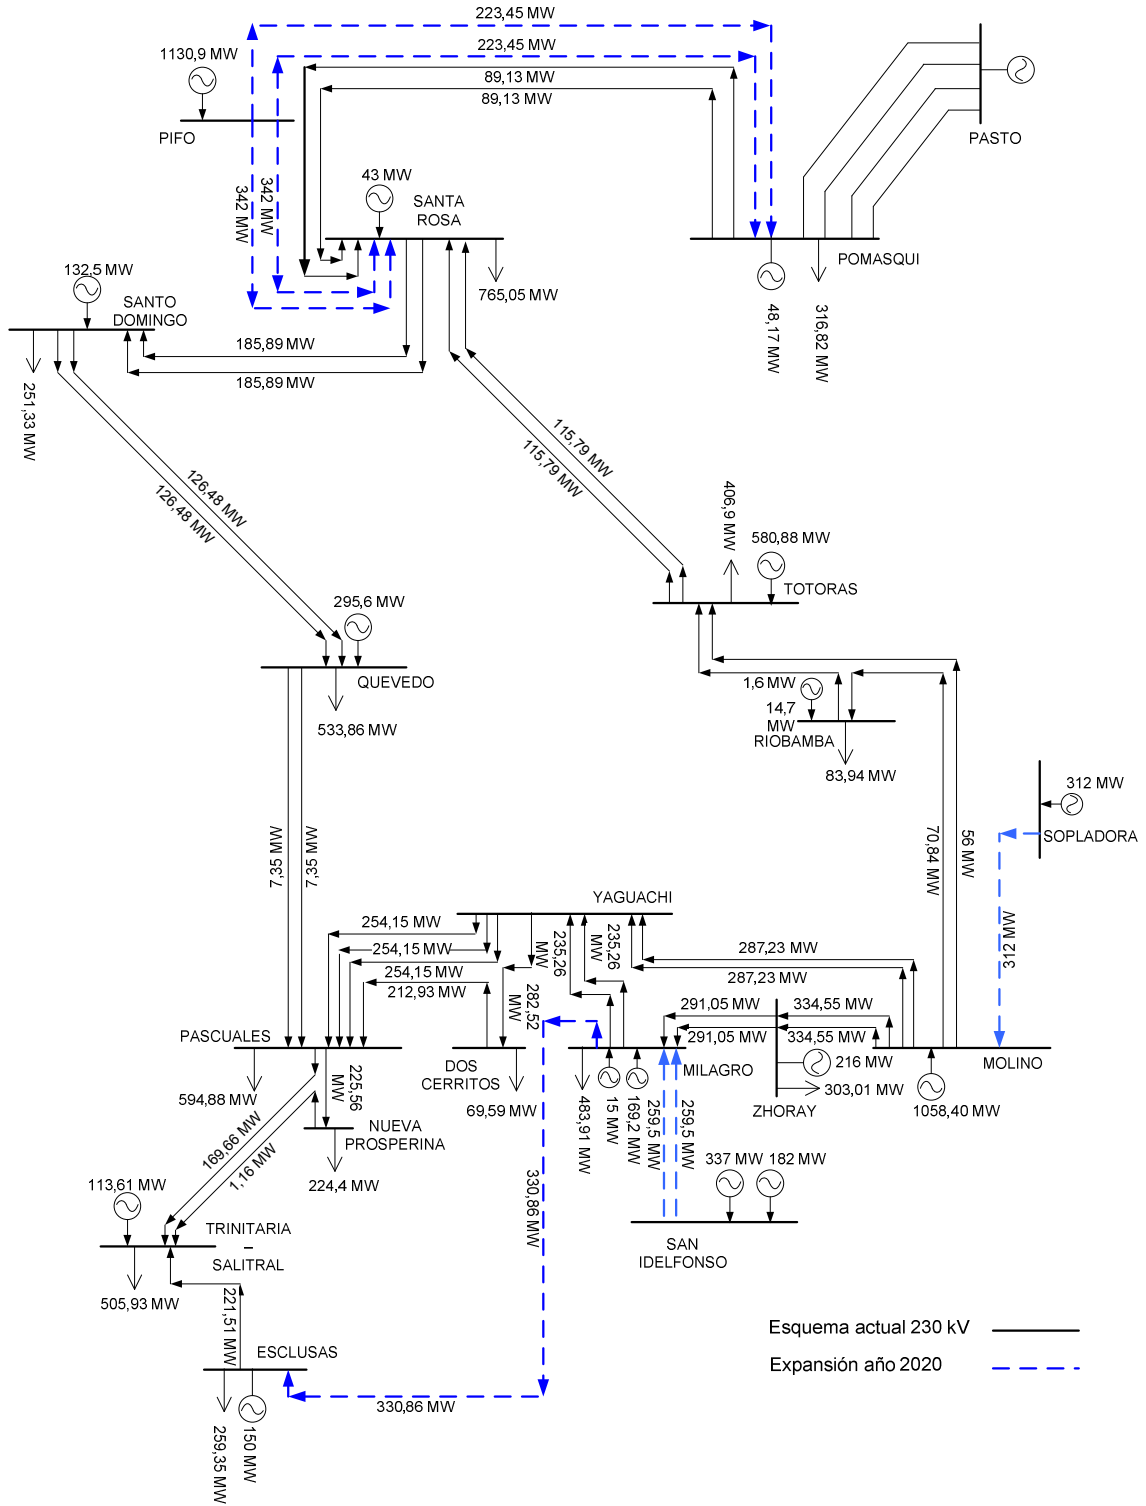 223,45 MW
223,45 MW
1130,9 MW
89,13 MW
89,13 MW
PIFO
PASTO
342 MW
342 MW
43 MW
SANTA
ROSA
POMASQUI
132,5 MW
SANTO
DOMINGO
765,05 MW
48,17 MW
316,82 MW
185,89 MW
185,89 MW
251,33 MW
115,79 MW
115,79 MW
126,48 MW
126,48 MW
406,9 MW
580,88 MW
TOTORAS
295,6 MW
QUEVEDO
533,86 MW
1,6 MW
14,7
MW
RIOBAMBA
83,94 MW
312 MW
SOPLADORA
7,35 MW
7,35 MW
70,84 MW
56 MW
312 MW
YAGUACHI
254,15 MW
254,15 MW
254,15 MW
212,93 MW
235,26
MW
235,26
MW
287,23 MW
287,23 MW
282,52
MW
291,05 MW
291,05 MW
334,55 MW
334,55 MW
PASCUALES
DOS
CERRITOS
MILAGRO
216 MW
MOLINO
594,88 MW
225,56
MW
69,59 MW
483,91 MW
15 MW
169,2 MW
259,5 MW
259,5 MW
ZHORAY
303,01 MW
1058,40 MW
NUEVA
PROSPERINA
169,66 MW
1,16 MW
224,4 MW
330,86 MW
337 MW
182 MW
113,61 MW
TRINITARIA
–
SALITRAL
SAN
IDELFONSO
505,93 MW
221,51 MW
ESCLUSAS
Esquema actual 230 kV
Expansión año 2020
330,86 MW
259,35 MW
150 MW